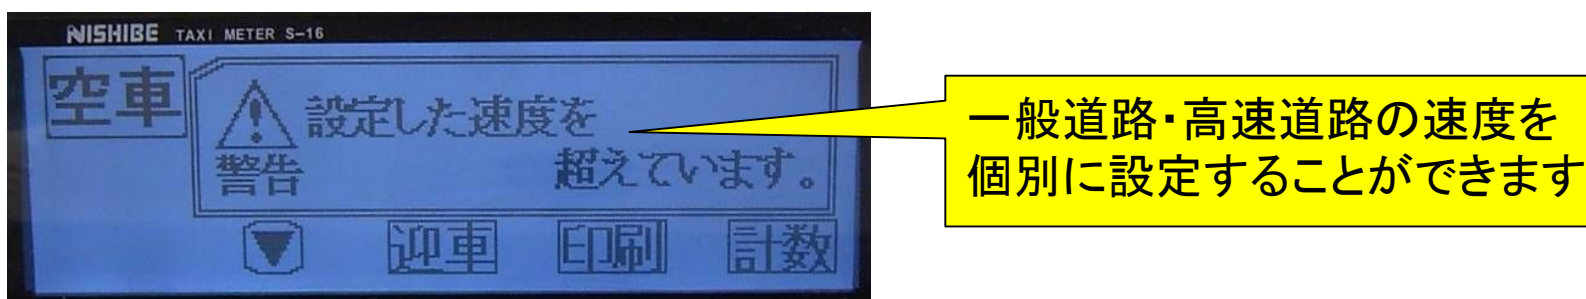 NISHIBE TAXI METER S-16
空車
設定した速度を
警告
超えています。
▼ 迎車 印刷 計数
一般道路・高速道路の速度を
個別に設定することができます